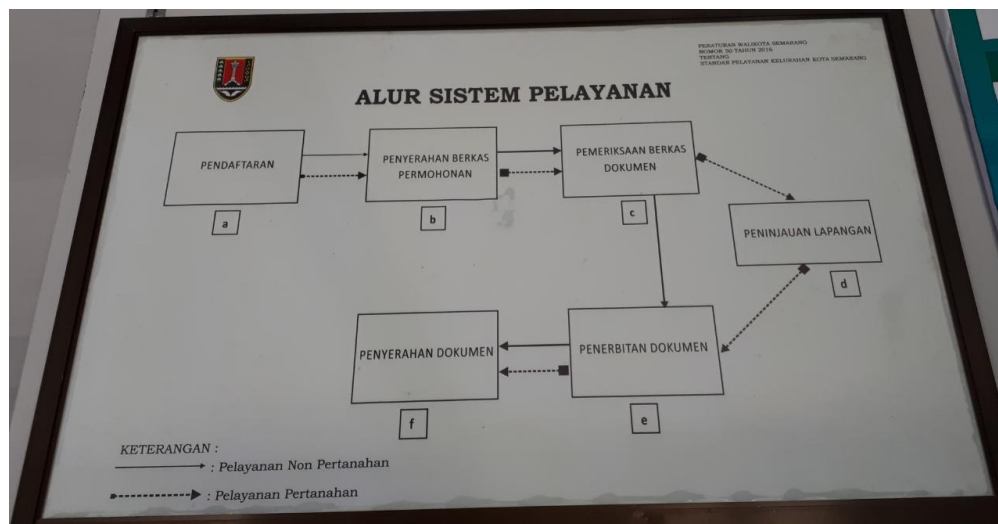 PERATURAN WALIKOTA SEMARANG
NOMOR 50 TAHUN 2016
TENTANG
STANDAR PELAYANAN KELURAHAN KOTA SEMARANG
ALUR SISTEM PELAYANAN
PENDAFTARAN
a
PENYERAHAN BERKAS
PERMOHONAN
b
PEMERIKSAAN BERKAS
DOKUMEN
c
PENINJAUAN LAPANGAN
d
PENERBITAN DOKUMEN
e
PENYERAHAN DOKUMEN
f
KETERANGAN :
: Pelayanan Non Pertanahan
: Pelayanan Pertanahan